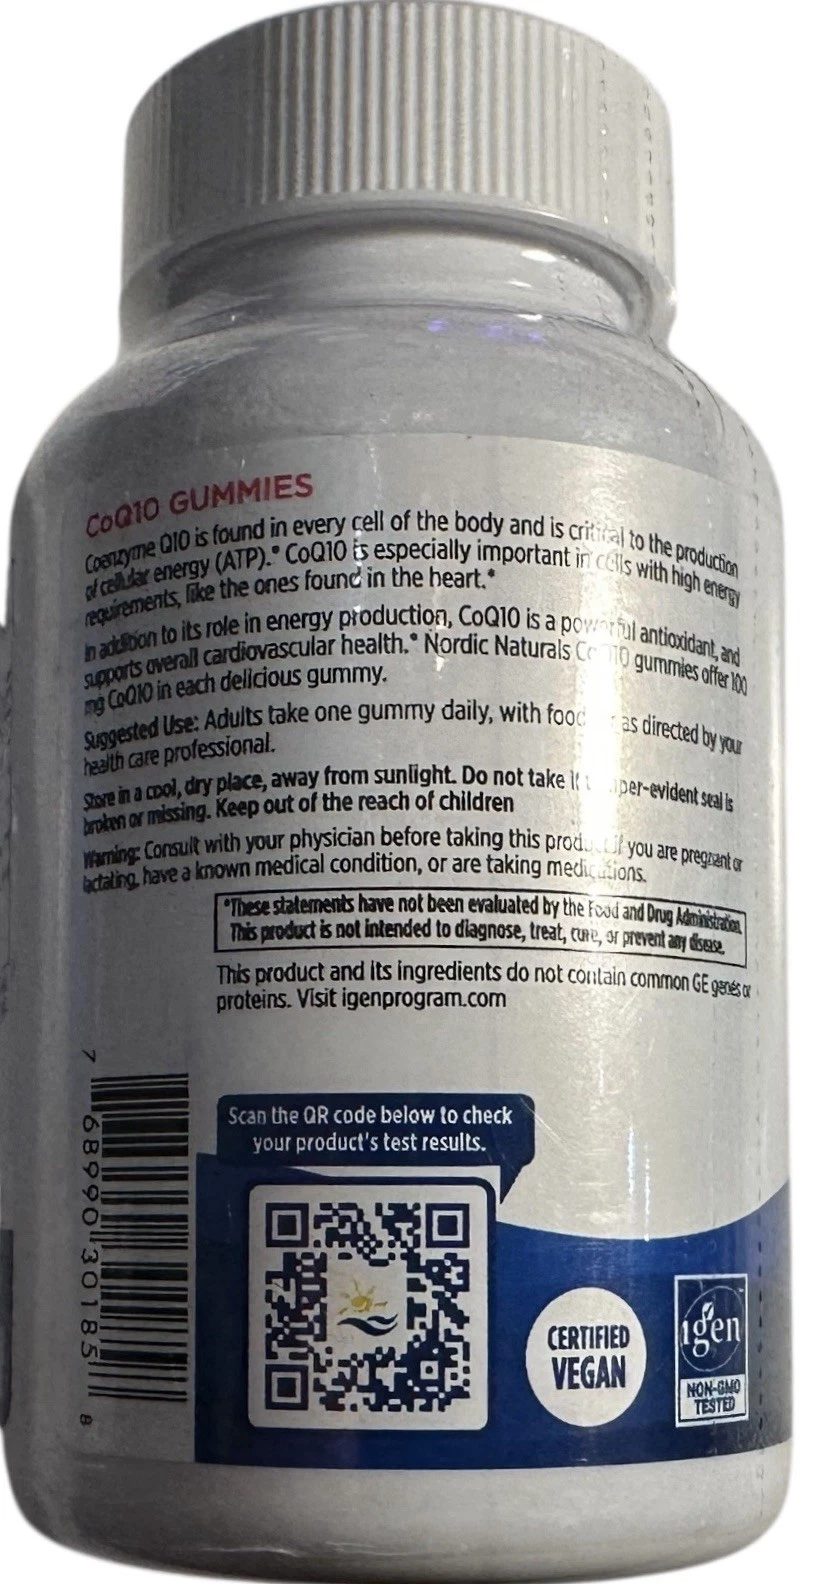 CoQ10 GUMMIES
Coenzyme Q10 is found in every cell of the body and is critical to the production
of cellular energy (ATP).* CoQ10 is especially important in cells with high energy
requirements, like the ones found in the heart.*
In addition to its role in energy production, CoQ10 is a powerful antioxidant, and
supports overall cardiovascular health.* Nordic Naturals CoQ10 gummies offer 100
mg CoQ10 in each delicious gummy.
Suggested Use: Adults take one gummy daily, with food, as directed by your
health care professional.
Store in a cool, dry place, away from sunlight. Do not take if tamper-evident seal is
broken or missing. Keep out of the reach of children
Warning: Consult with your physician before taking this product if you are pregnant or
lactating, have a known medical condition, or are taking medications.
*These statements have not been evaluated by the Food and Drug Administration.
This product is not intended to diagnose, treat, cure, or prevent any disease.
This product and its ingredients do not contain common GE genes or
proteins. Visit igenprogram.com
7 68990 30185 8
Scan the QR code below to check
your product's test results.
CERTIFIED
VEGAN
igen
NON-GMO
TESTED